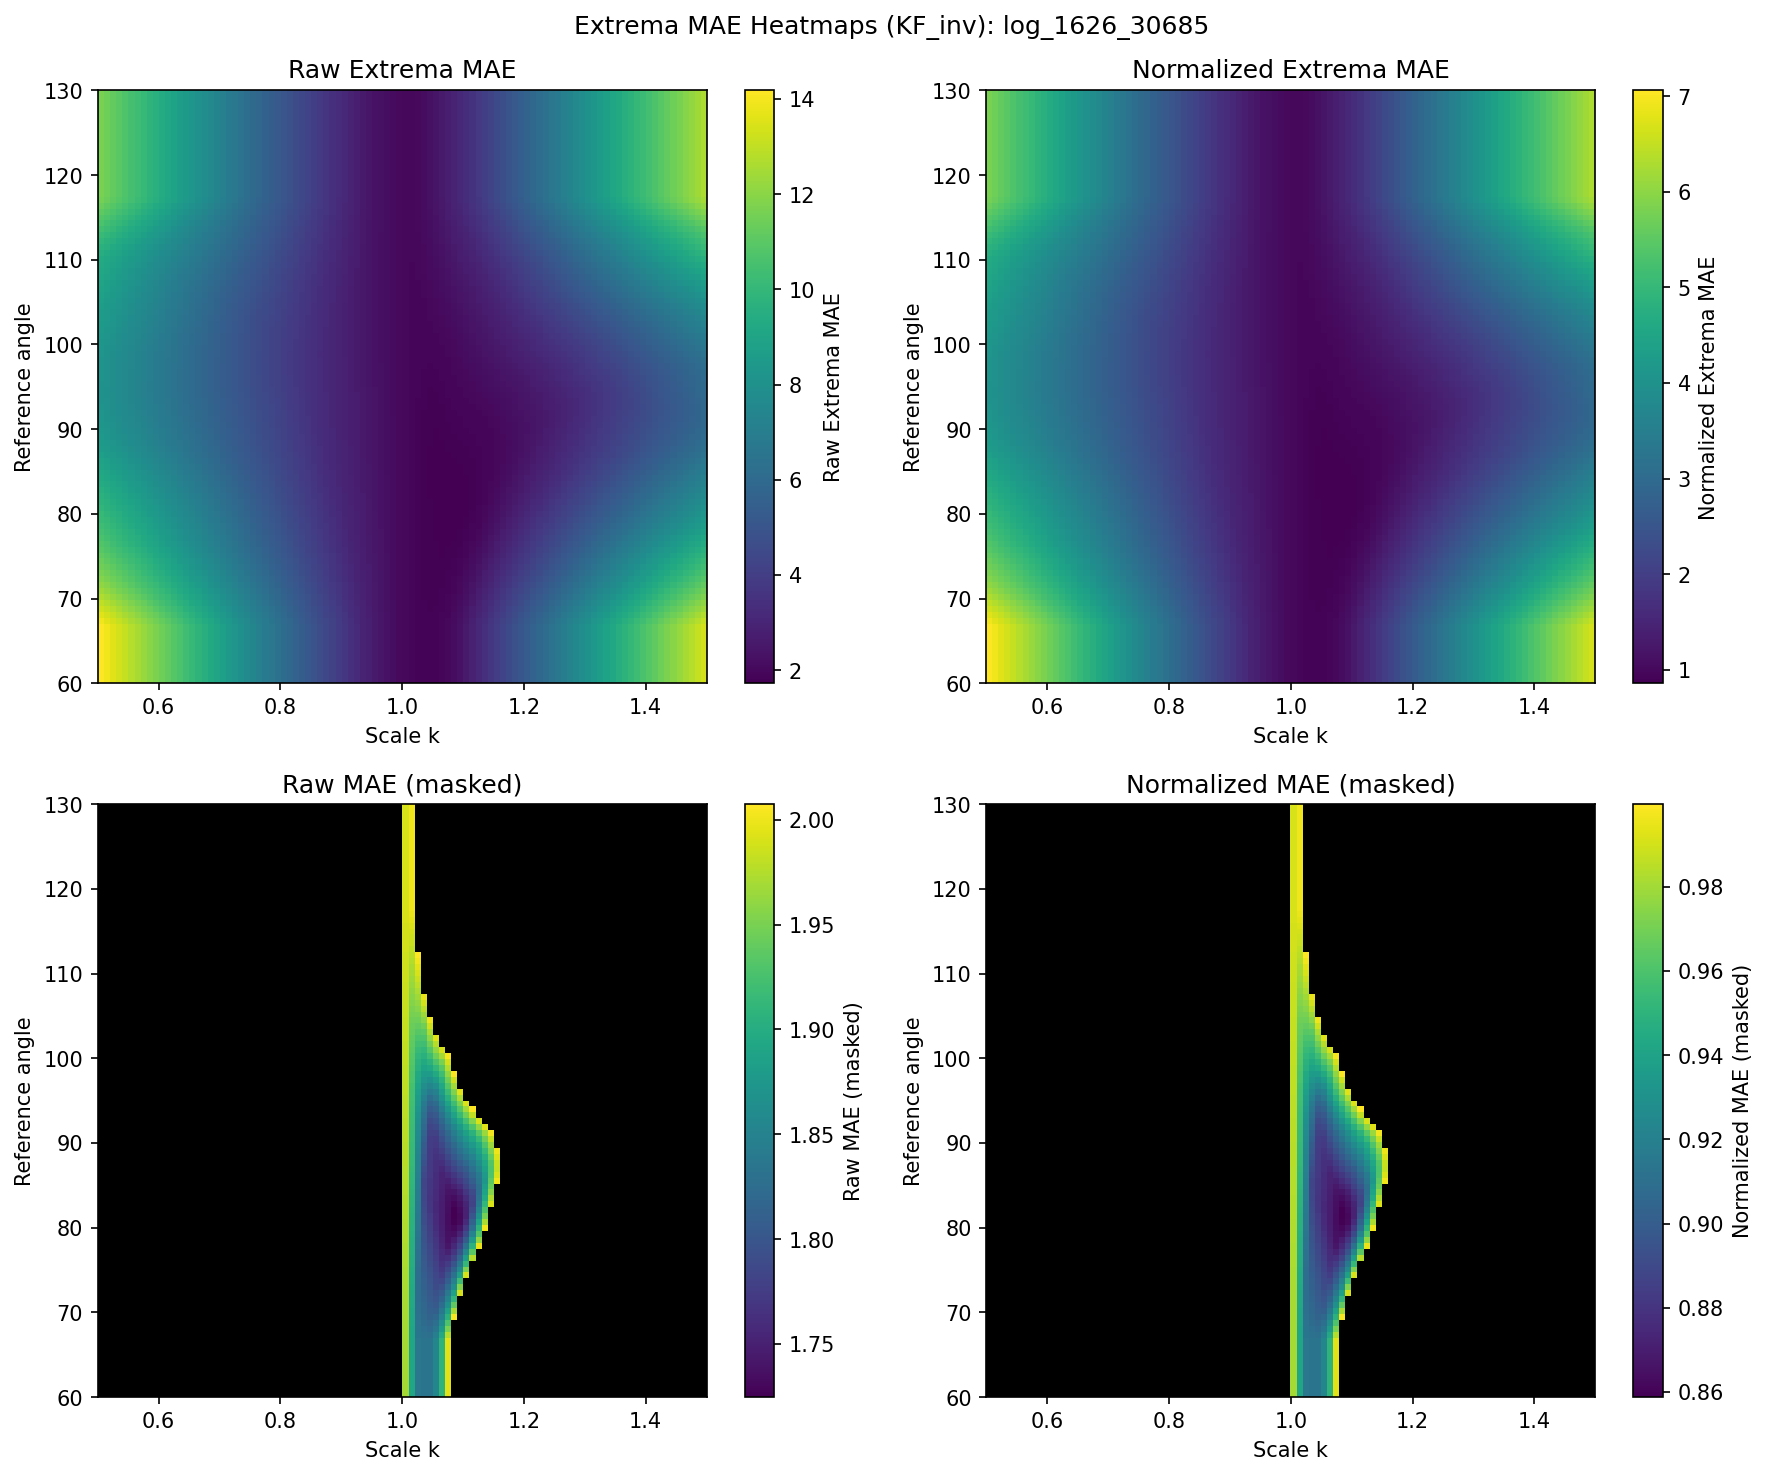 Extrema MAE Heatmaps (KF_inv): log_1626_30685
Raw Extrema MAE
130
120
110
100
90
80
70
60
Reference angle
0.6 0.8 1.0 1.2 1.4
Scale k
14
12
10
8
6
4
2
Raw Extrema MAE
Normalized Extrema MAE
130
120
110
100
90
80
70
60
Reference angle
0.6 0.8 1.0 1.2 1.4
Scale k
7
6
5
4
3
2
1
Normalized Extrema MAE
Raw MAE (masked)
130
120
110
100
90
80
70
60
Reference angle
0.6 0.8 1.0 1.2 1.4
Scale k
2.00
1.95
1.90
1.85
1.80
1.75
Raw MAE (masked)
Normalized MAE (masked)
130
120
110
100
90
80
70
60
Reference angle
0.6 0.8 1.0 1.2 1.4
Scale k
0.98
0.96
0.94
0.92
0.90
0.88
0.86
Normalized MAE (masked)